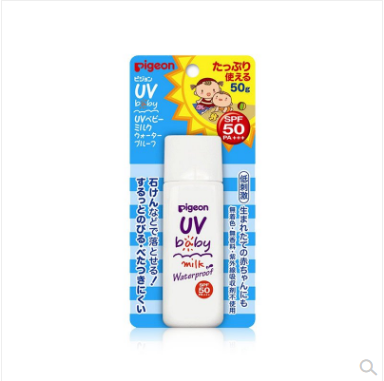 pigeon
ピジョン
UV
baby
UVベビー
ミルク
ウォーター
プルーフ
たっぷり
使える
50g
SPF
50
PA+++
低刺激
生まれたての赤ちゃんにも
無着色・無香料・紫外線吸収剤不使用
石けんなどで落とせる!
するっとのびる・べたつきにくい
pigeon
UV
baby
milk
Waterproof
SPF
50